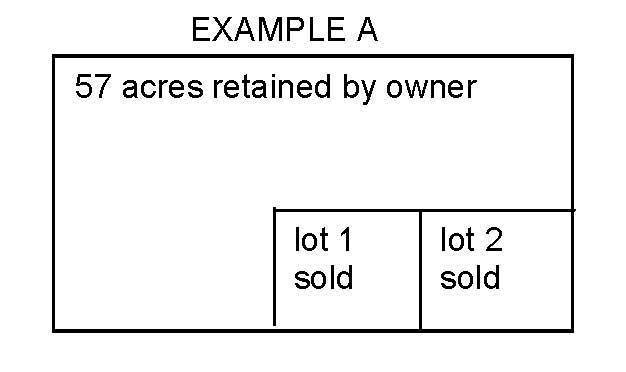 EXAMPLE A
57 acres retained by owner
lot 1
sold
lot 2
sold